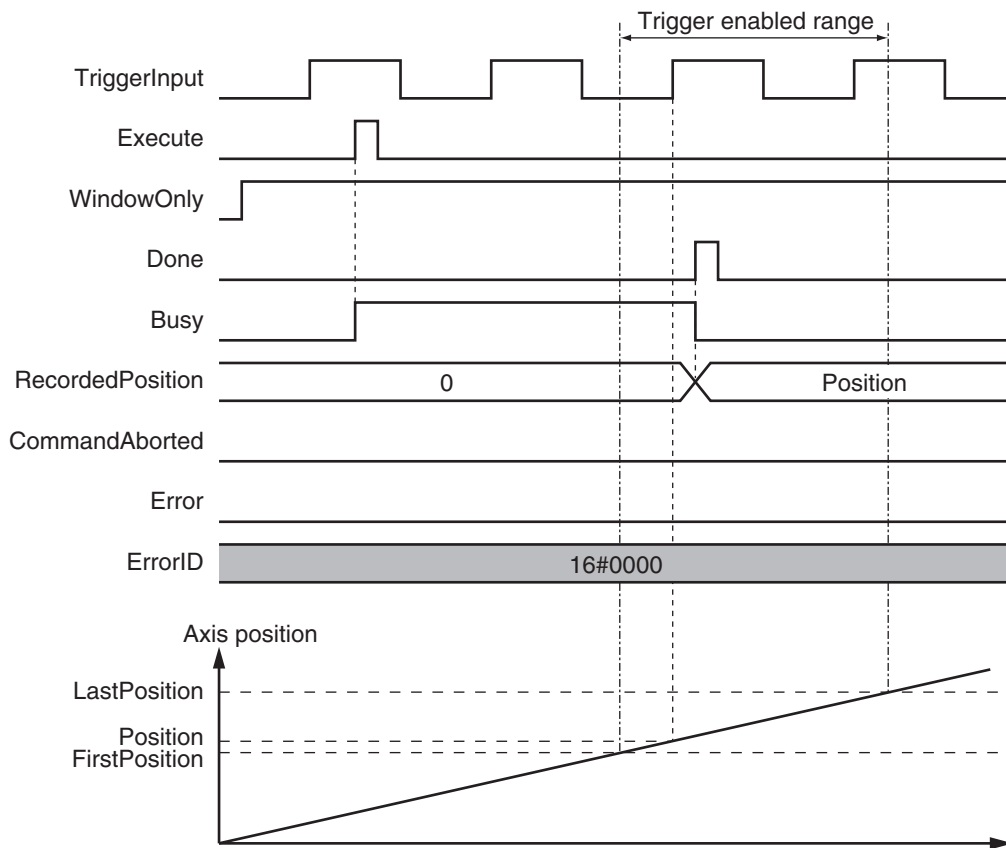 Trigger enabled range
TriggerInput
Execute
WindowOnly
Done
Busy
RecordedPosition
0
Position
CommandAborted
Error
ErrorID
16#0000
Axis position
LastPosition
Position
FirstPosition